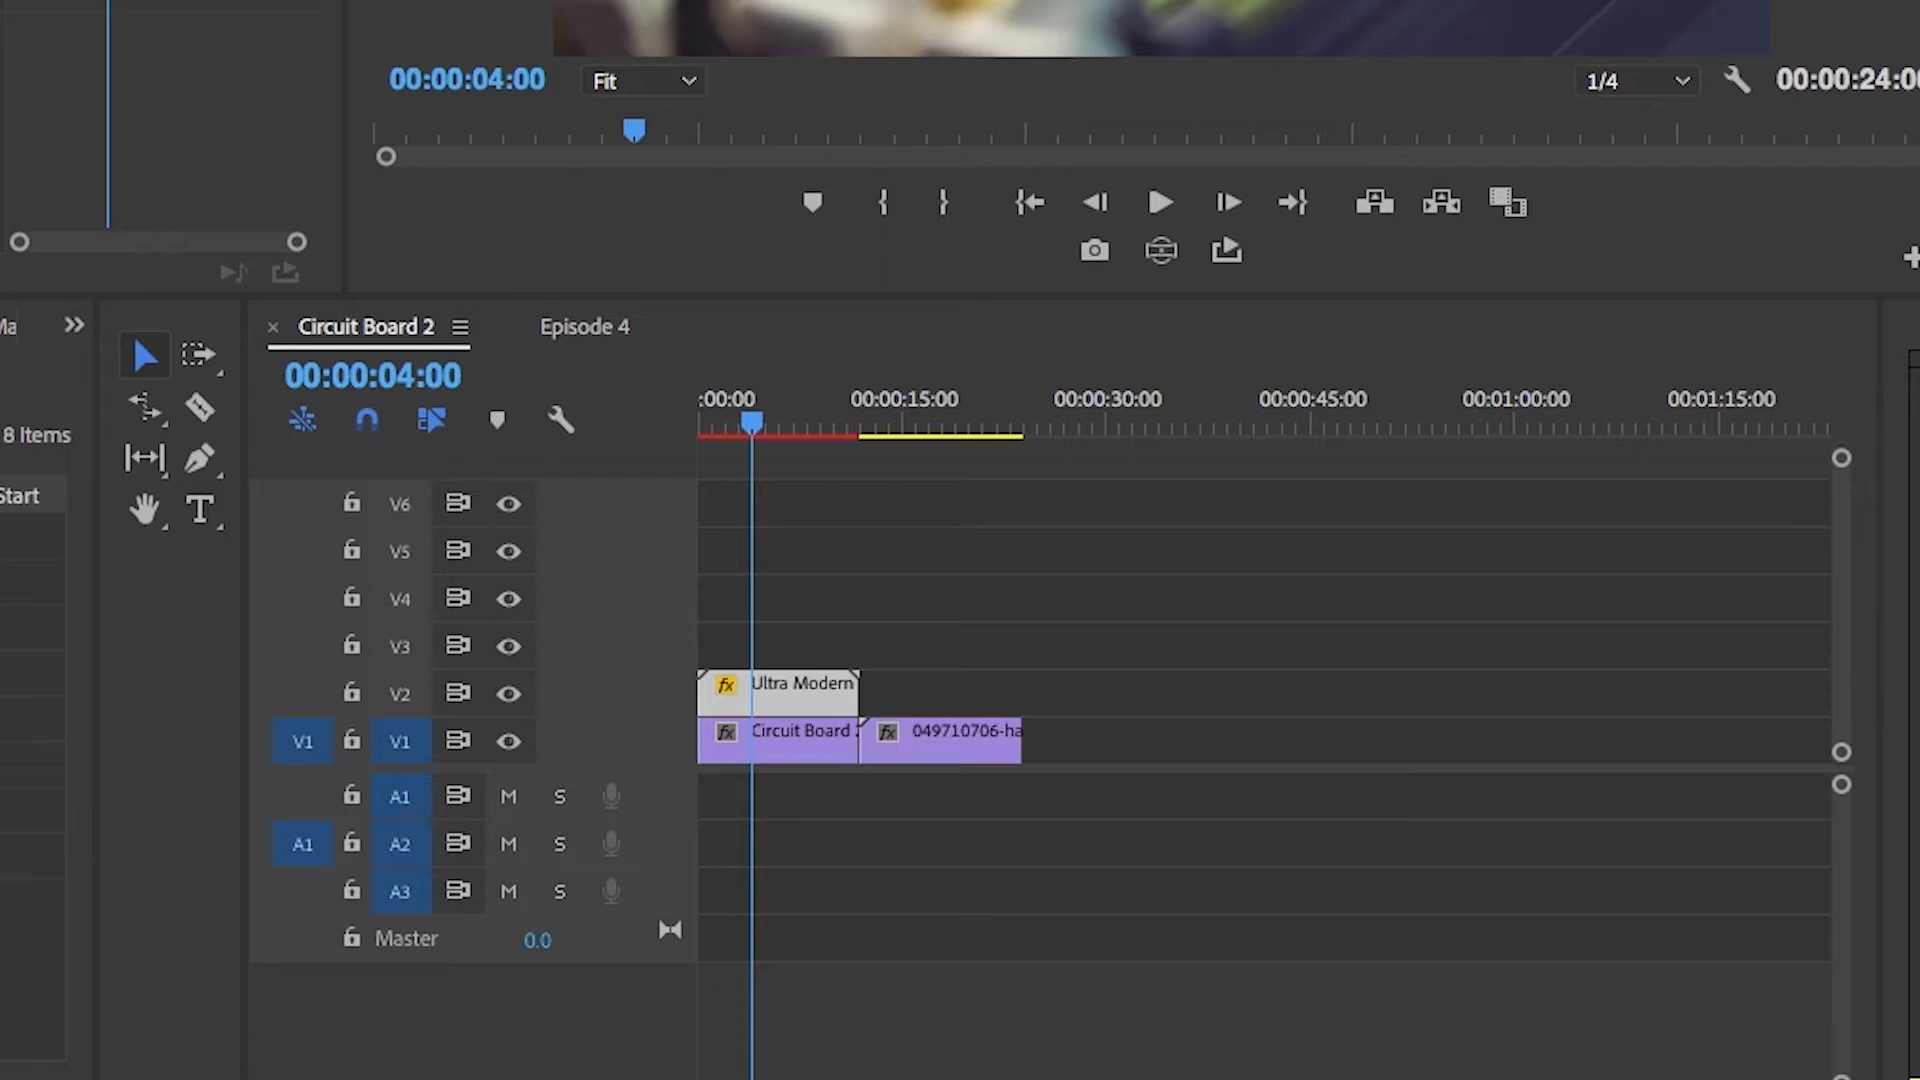 00:00:04:00
Fit
1/4
00:00:24:00
Circuit Board 2
Episode 4
00:00:04:00
:00:00
00:00:15:00
00:00:30:00
00:00:45:00
00:01:00:00
00:01:15:00
8 Items
Start
V6
V5
V4
V3
V2
fx Ultra Modern
V1
V1
fx Circuit Board
fx 049710706-ha
A1
M
S
A1
A2
M
S
A3
M
S
Master
0.0